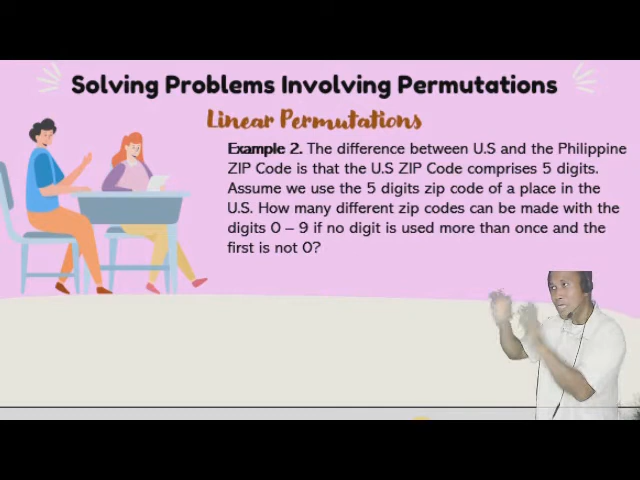 Solving Problems Involving Permutations
Linear Permutations
Example 2. The difference between U.S and the Philippine
ZIP Code is that the U.S ZIP Code comprises 5 digits.
Assume we use the 5 digits zip code of a place in the
U.S. How many different zip codes can be made with the
digits 0 – 9 if no digit is used more than once and the
first is not 0?